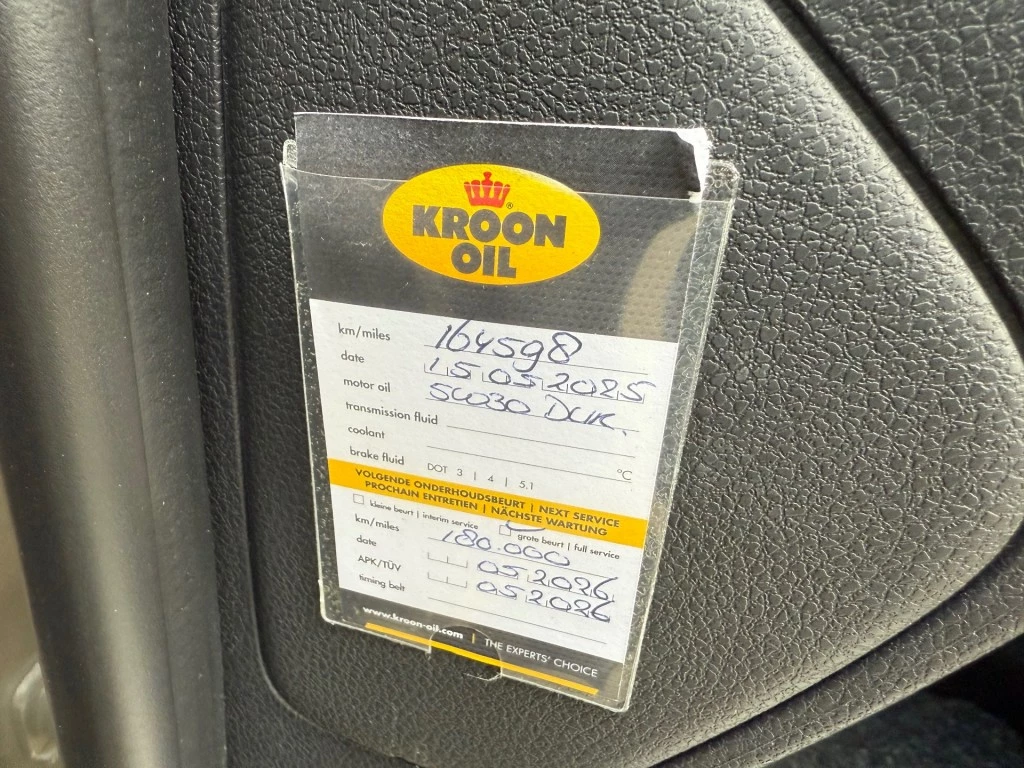 KROON
OIL
®
km/miles 164598
date 15 05 2025
motor oil 5W30
transmission fluid
coolant °C
brake fluid DOT 3 | 4 | 5.1
VOLGENDE ONDERHOUDSBEURT | NEXT SERVICE
PROCHAIN ENTRETIEN | NÄCHSTE WARTUNG
kleine beurt | interim service grote beurt | full service
km/miles 180.000
date 05 2026
APK/TÜV 05 2026
timing belt
www.kroon-oil.com | THE EXPERTS' CHOICE